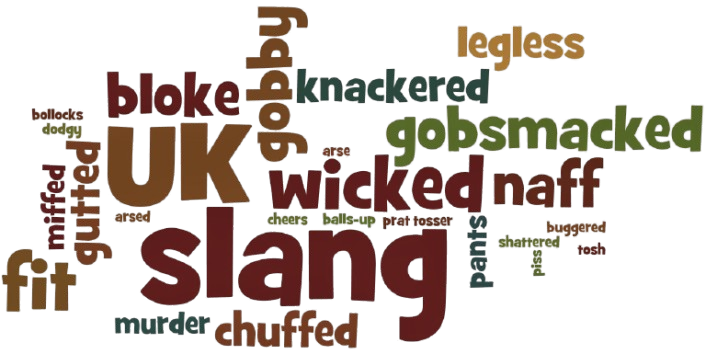 legless
gobby
knackered
bloke
gobsmacked
bollocks
dodgy
UK
arse
wicked
naff
miffed
gutted
arsed
cheers
balls-up
prat tosser
slang
pants
buggered
shattered
tosh
piss
fit
murder
chuffed